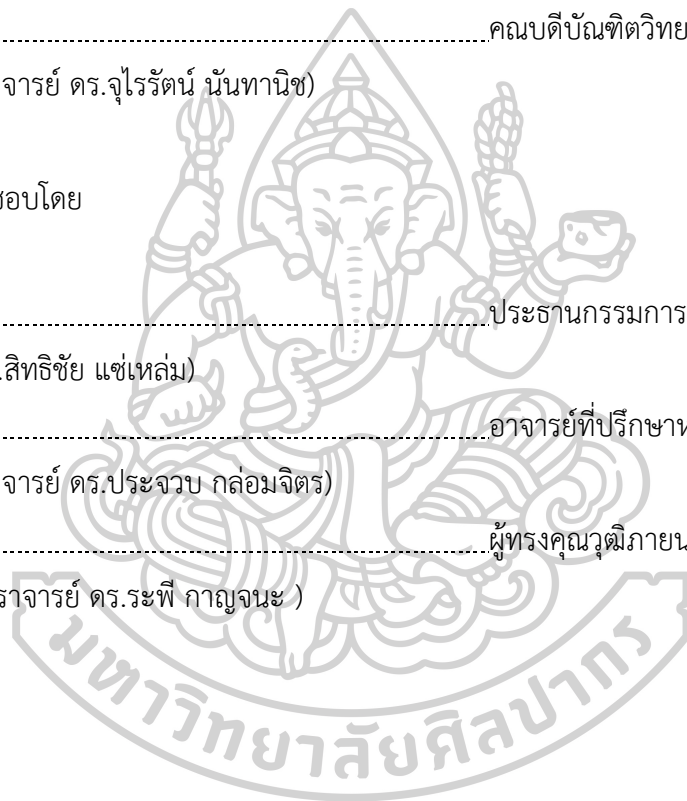 คณบดีบัณฑิตวิทย
จารย์ ดร.จุไรรัตน์ นันทานิช)
สอบโดย
ประธานกรรมการ
.สิทธิชัย แซ่เหล่ม)
อาจารย์ที่ปรึกษาห
จารย์ ดร.ประจวบ กล่อมจิตร)
ผู้ทรงคุณวุฒิภายน
ราจารย์ ดร.ระพี กาญจนะ )
มหาวิทยาลัยศิลปากร